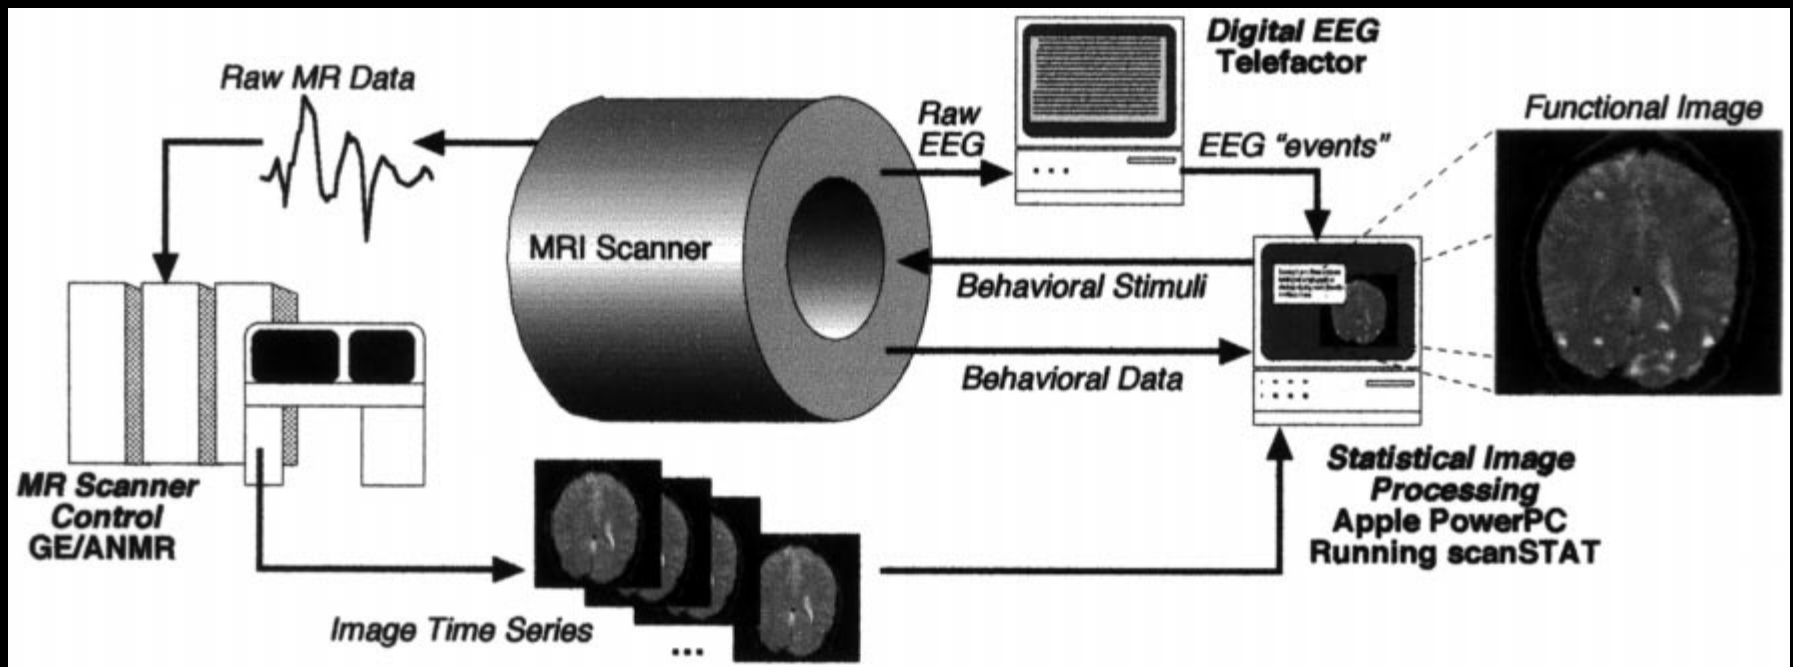 Raw MR Data
MRI Scanner
MR Scanner
Control
GE/ANMR
Image Time Series
...
Raw
EEG
Digital EEG
Telefactor
EEG “events”
Behavioral Stimuli
Behavioral Data
Functional Image
Statistical Image
Processing
Apple PowerPC
Running scanSTAT